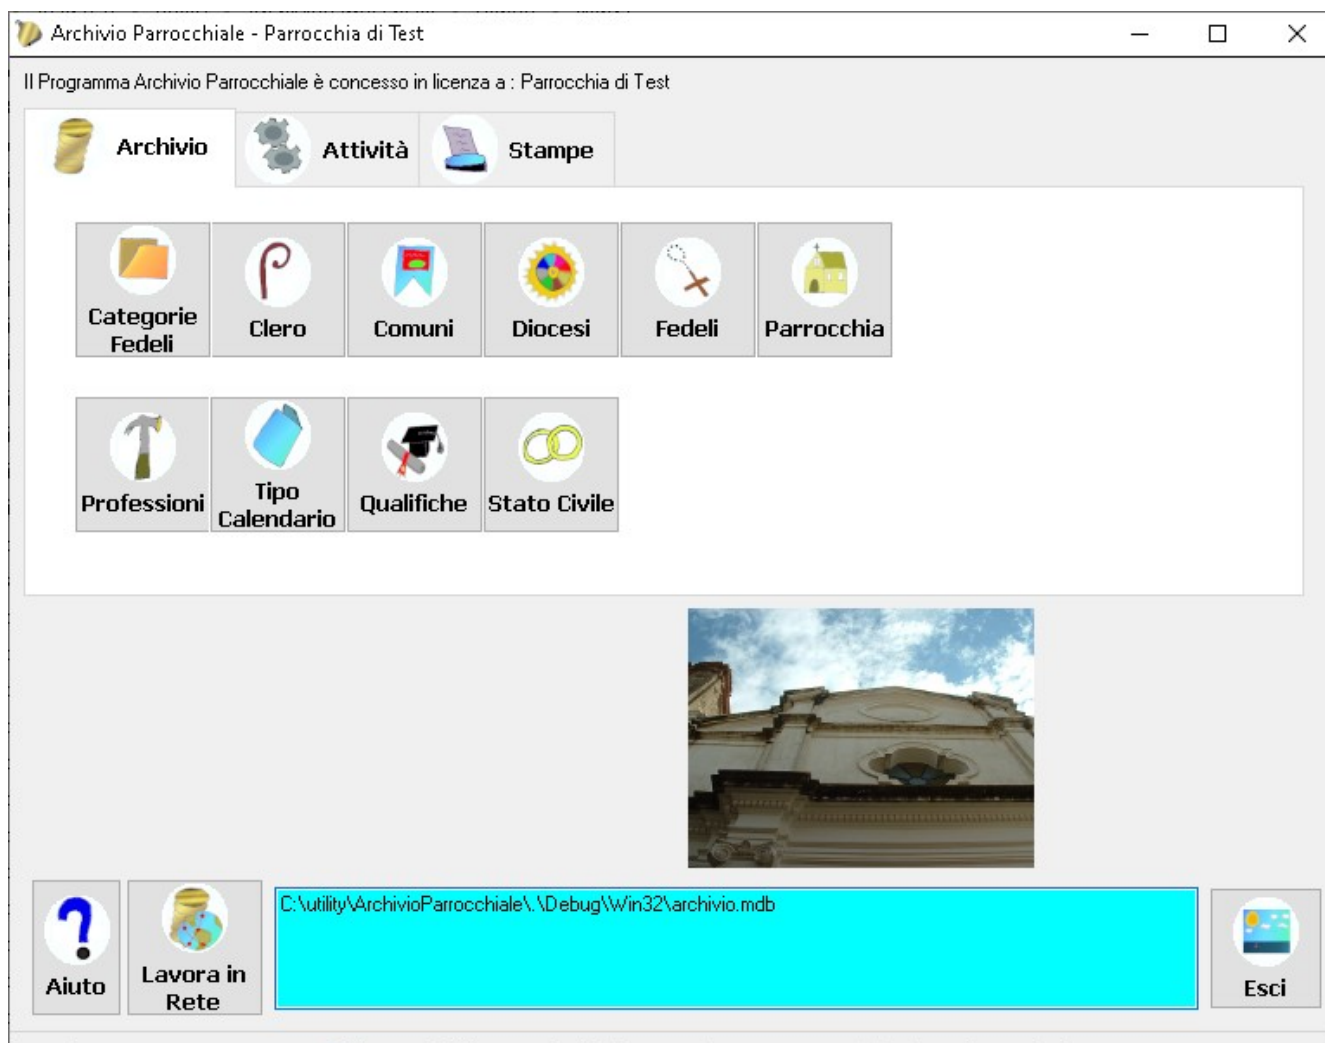 Archivio Parrocchiale - Parrocchia di Test
Il Programma Archivio Parrocchiale è concesso in licenza a : Parrocchia di Test
Archivio
Attività
Stampe
Categorie
Fedeli
Clero
Comuni
Diocesi
Fedeli
Parrocchia
Professioni
Tipo
Calendario
Qualifiche
Stato Civile
Aiuto
Lavora in
Rete
C:\utility\ArchivioParrocchiale\.\Debug\Win32\archivio.mdb
Esci